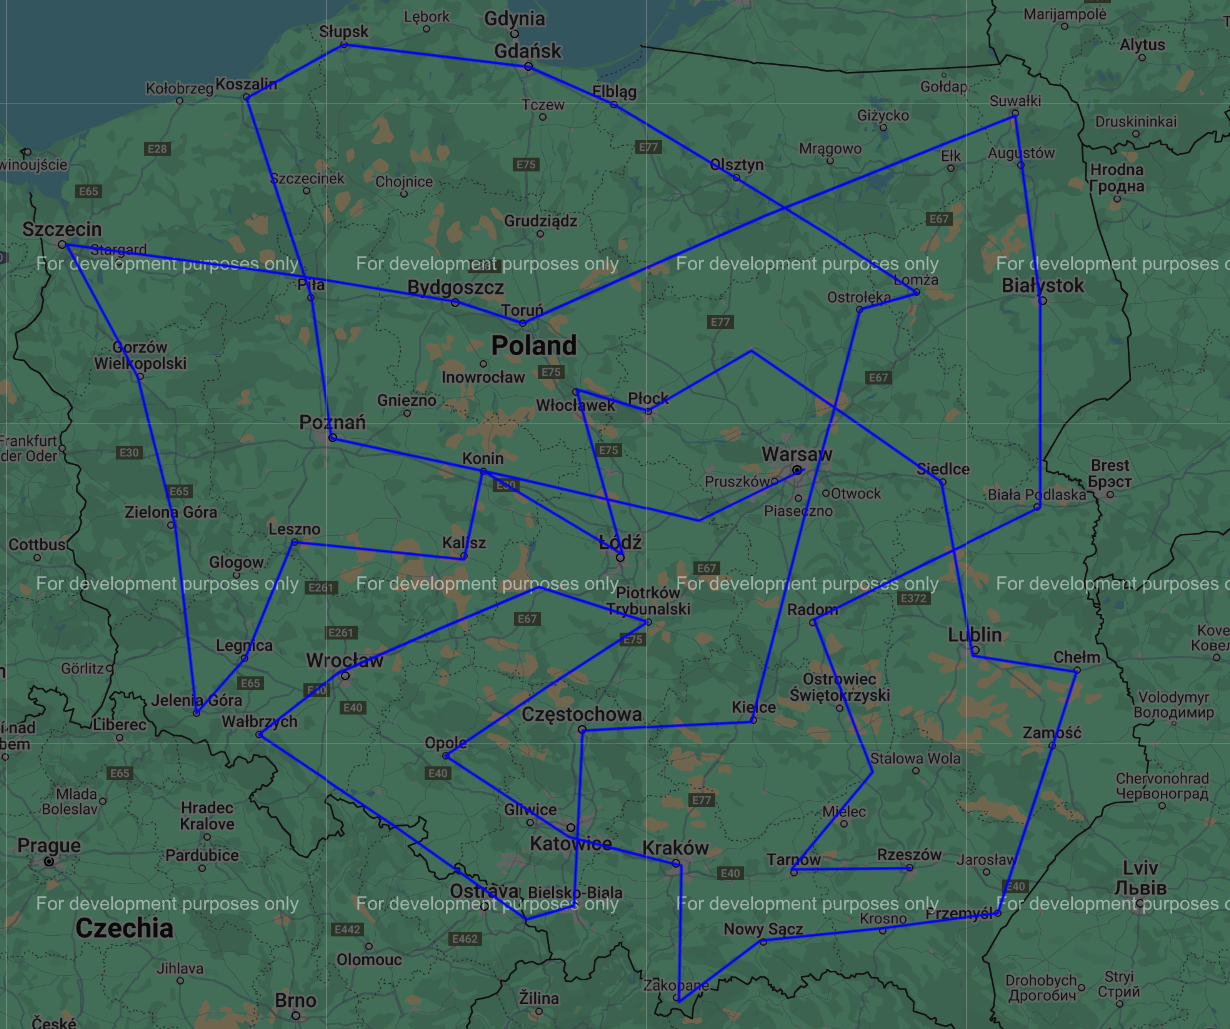 Lębork
Gdynia
Marijampolė
Słupsk
Gdańsk
Alytus
Kołobrzeg
Koszalin
Elbląg
Gołdap
Suwałki
Tczew
Giżycko
Druskininkai
E28
E77
Mrągowo
Ełk
Augustów
winoujście
E75
Olsztyn
Hrodna
Гродна
Szczecinek
Chojnice
E65
Grudziądz
E67
Szczecin
Stargard
For development purposes only
For development purposes only
For development purposes only
For development purposes only
Piła
Bydgoszcz
Łomża
Białystok
Toruń
Ostrołęka
E77
Poland
Gorzów
Wielkopolski
Inowrocław
E75
E67
Gniezno
Włocławek
Płock
Poznań
Frankfurt
(der Oder
E30
E75
Konin
Warsaw
Siedlce
Brest
Брэст
E65
E30
Pruszków
Otwock
Biała Podlaska
Zielona Góra
Piaseczno
Leszno
Kalisz
Łódź
Cottbus
Glogow
E67
For development purposes only
For development purposes only
For development purposes only
For development purposes only
E261
Piotrków
Trybunalski
E372
Radom
E67
E261
E75
Lublin
Kove
Ковел
Legnica
Wrocław
Chełm
Görlitz
E65
Jelenia Góra
E40
Ostrowiec
Świętokrzyski
Volodymyr
Володимир
Wałbrzych
Częstochowa
Kielce
Liberec
ní nad
bem
Zamość
Opole
E40
Stalowa Wola
E65
Chervonohrad
Червоноград
Mlada
Boleslav
Hradec
Kralove
E77
Gliwice
Mielec
Prague
Pardubice
Katowice
Kraków
Tarnów
Rzeszów
Jarosław
E40
Lviv
Львів
E40
Ostrava
Bielsko-Biala
For development purposes only
For development purposes only
For development purposes only
For development purposes only
Krosno
Przemyśl
Czechia
E442
E462
Nowy Sącz
Olomouc
Jihlava
Zakopane
Drohobych
Дрогобич
Stryi
Стрий
Brno
Žilina
České